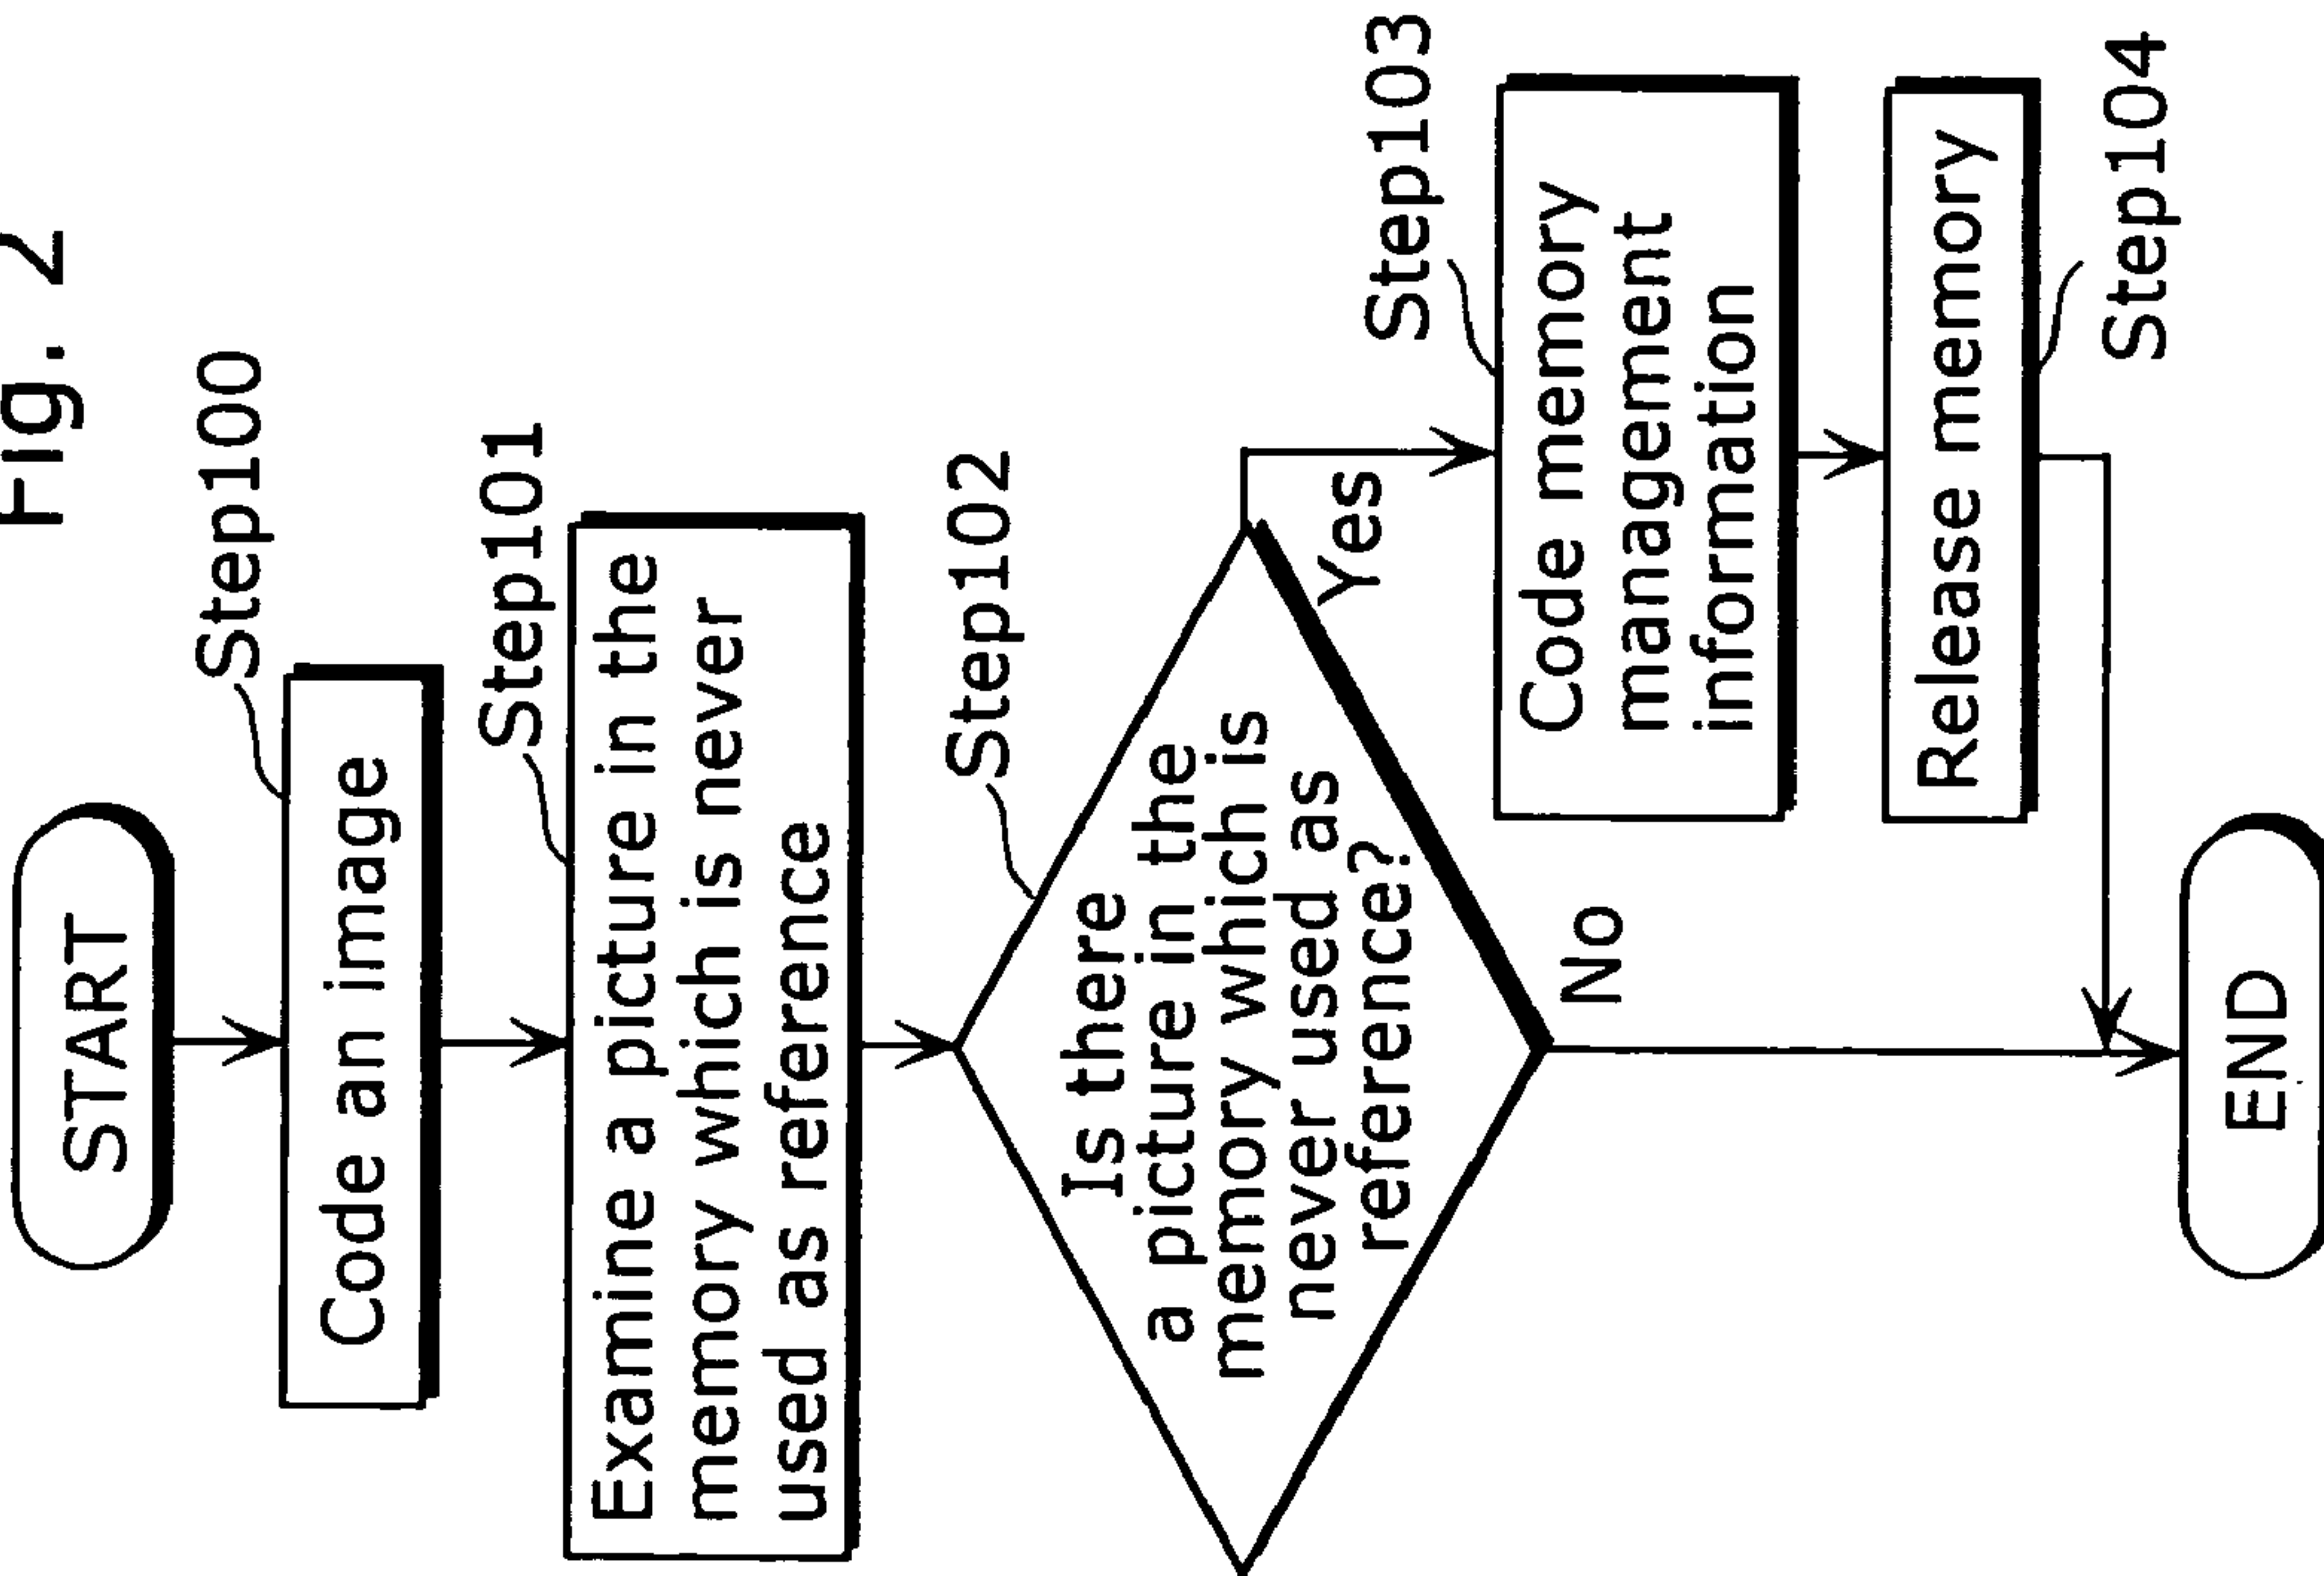 Fig. 2
START
Step100
Code an image
Step101
Examine a picture in the
memory which is never
used as reference
Step102
Is there
a picture in the
memory which is
never used as
reference?
Yes
No
Step103
Code memory
management
information
Release memory
Step104
END